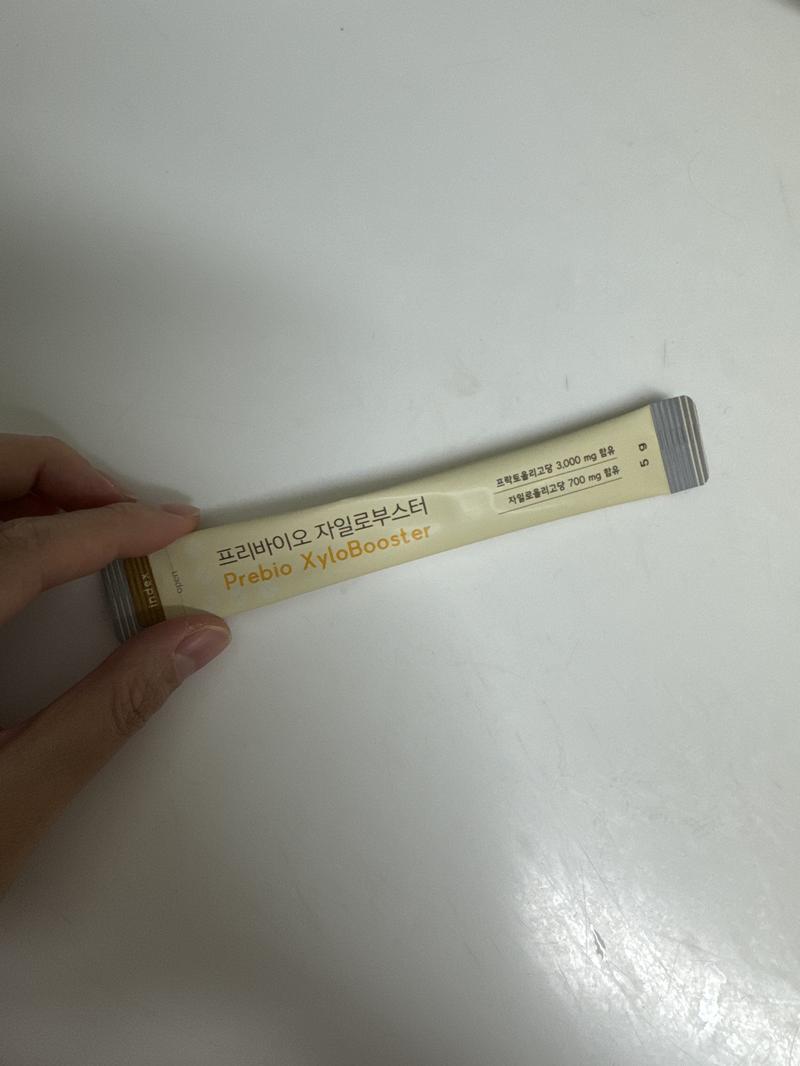 index
open
프리바이오 자일로부스터
Prebio XyloBooster
프락토올리고당 3,000 mg 함유
자일로올리고당 700 mg 함유
5 g